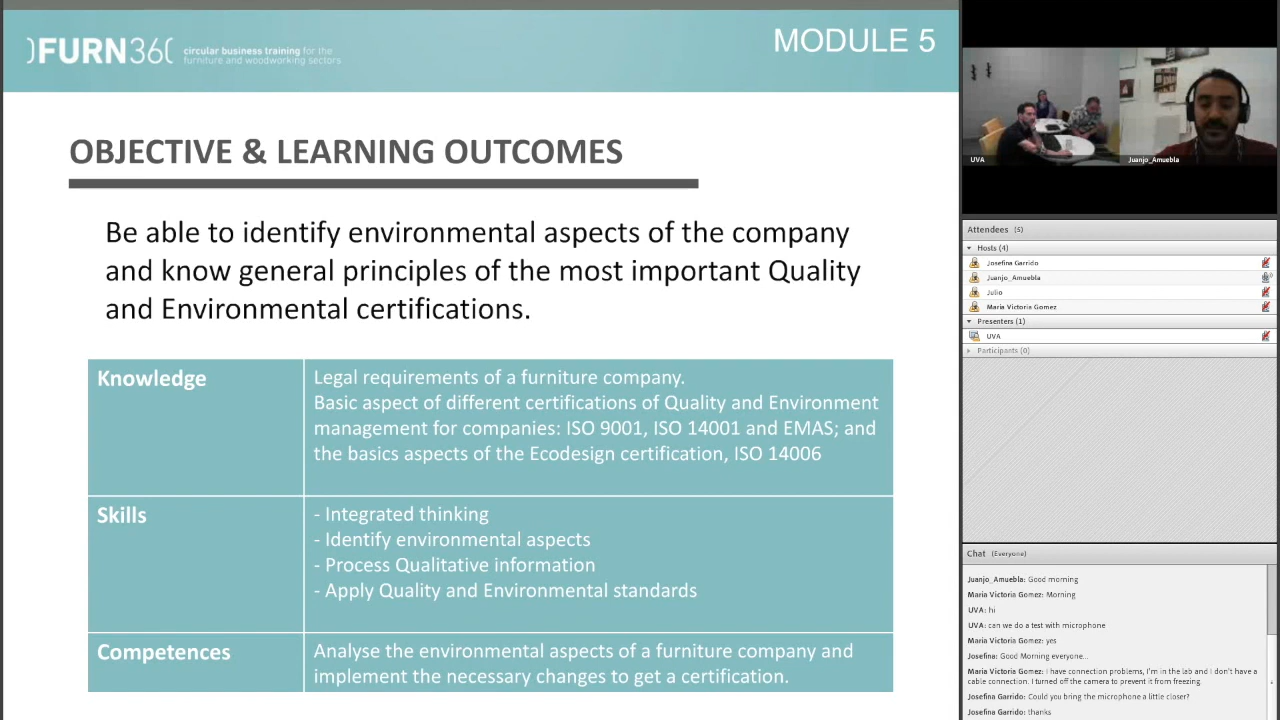 )FURN36(
circular business training for the
furniture and woodworking sectors
MODULE 5
OBJECTIVE & LEARNING OUTCOMES
Be able to identify environmental aspects of the company
and know general principles of the most important Quality
and Environmental certifications.
Knowledge
Legal requirements of a furniture company.
Basic aspect of different certifications of Quality and Environment
management for companies: ISO 9001, ISO 14001 and EMAS; and
the basics aspects of the Ecodesign certification, ISO 14006
Skills
- Integrated thinking
- Identify environmental aspects
- Process Qualitative information
- Apply Quality and Environmental standards
Competences
Analyse the environmental aspects of a furniture company and
implement the necessary changes to get a certification.
UVA
Juanjo_Amuebla
Attendees (5)
Hosts (4)
Josefina Garrido
Juanjo_Amuebla
Julio
Maria Victoria Gomez
Presenters (1)
UVA
Participants (0)
Chat (Everyone)
Juanjo_Amuebla: Good morning
Maria Victoria Gomez: Morning
UVA: hi
UVA: can we do a test with microphone
Maria Victoria Gomez: yes
Josefina: Good Morning everyone...
Maria Victoria Gomez: I have connection problems, I'm in the lab and I don't have a
cable connection. I turned off the camera to prevent it from freezing.
Josefina Garrido: Could you bring the microphone a little closer?
Josefina Garrido: thanks